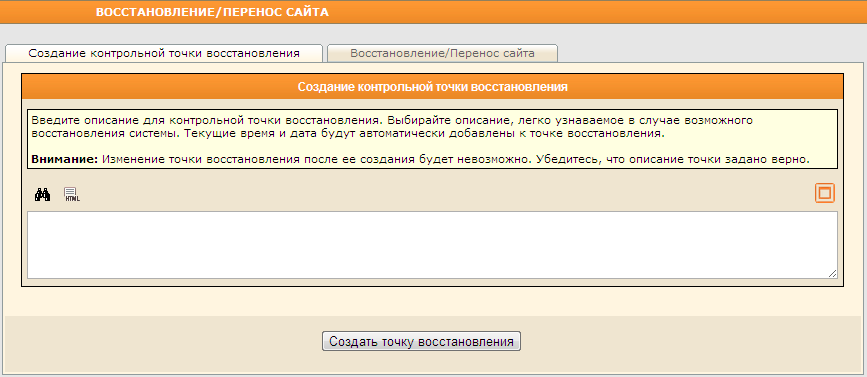 ВОССТАНОВЛЕНИЕ/ПЕРЕНОС САЙТА
Создание контрольной точки восстановления
Восстановление/Перенос сайта
Создание контрольной точки восстановления
Введите описание для контрольной точки восстановления. Выбирайте описание, легко узнаваемое в случае возможного
восстановления системы. Текущие время и дата будут автоматически добавлены к точке восстановления.
Внимание: Изменение точки восстановления после ее создания будет невозможно. Убедитесь, что описание точки задано верно.
HTML
Создать точку восстановления